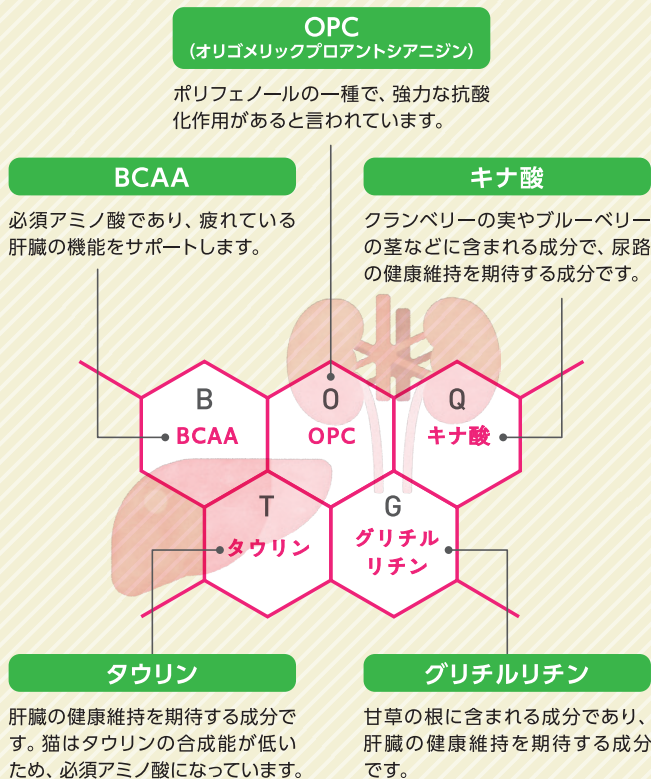 OPC
(オリゴメリックプロアントシアニジン)
ポリフェノールの一種で、強力な抗酸
化作用があると言われています。
BCAA
必須アミノ酸であり、疲れている
肝臓の機能をサポートします。
キナ酸
クランベリーの実やブルーベリー
の茎などに含まれる成分で、尿路
の健康維持を期待する成分です。
B
BCAA
O
OPC
Q
キナ酸
T
タウリン
G
グリチル
リチン
タウリン
肝臓の健康維持を期待する成分で
す。猫はタウリンの合成能が低い
ため、必須アミノ酸になっています。
グリチルリチン
甘草の根に含まれる成分であり、
肝臓の健康維持を期待する成分
です。